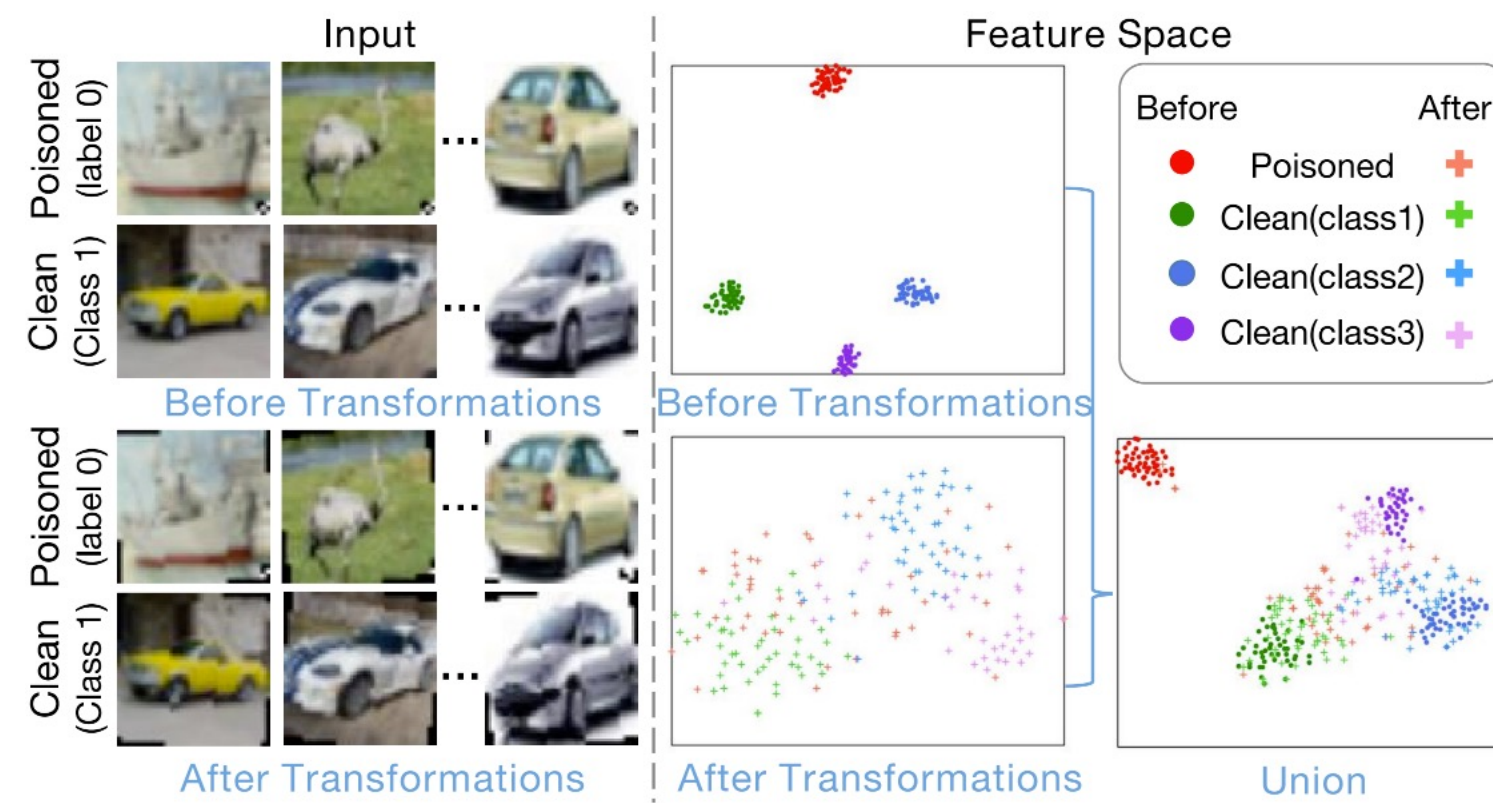 Input
Feature Space
Poisoned
(label 0)
Clean
(Class 1)
...
...
Before Transformations
Before Transformations
Before
After
Poisoned
Clean(class1)
Clean(class2)
Clean(class3)
Poisoned
(label 0)
Clean
(Class 1)
...
...
After Transformations
After Transformations
Union